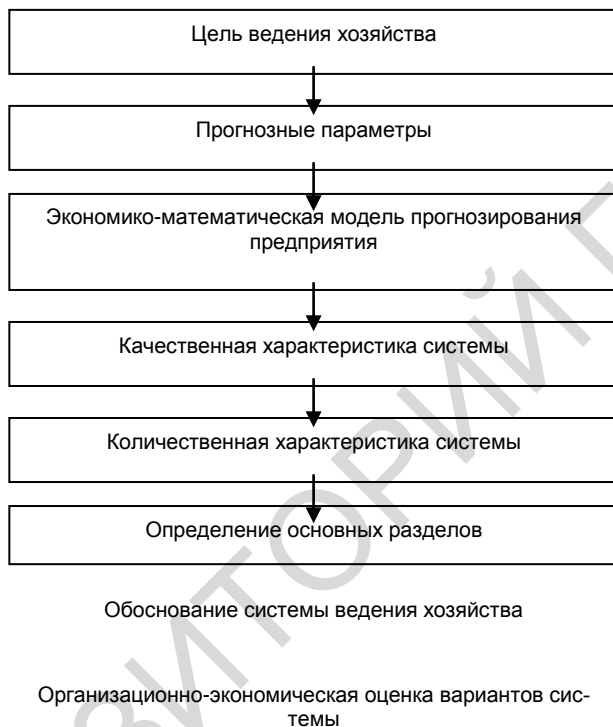 Цель ведения хозяйства
Прогнозные параметры
Экономико-математическая модель прогнозирования
предприятия
Качественная характеристика системы
Количественная характеристика системы
Определение основных разделов
Обоснование системы ведения хозяйства
Организационно-экономическая оценка вариантов сис-
темы
ЗИТОРИЙ Г